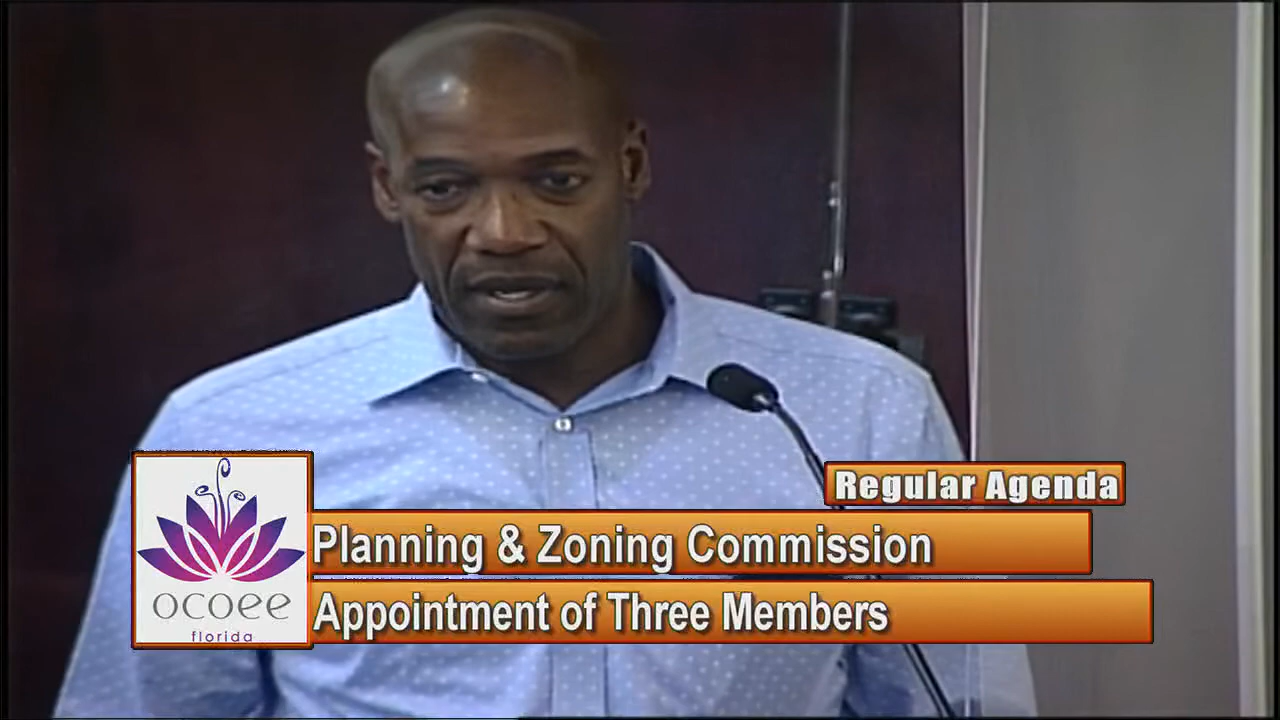 Regular Agenda
Planning & Zoning Commission
Appointment of Three Members
ocoee
florida